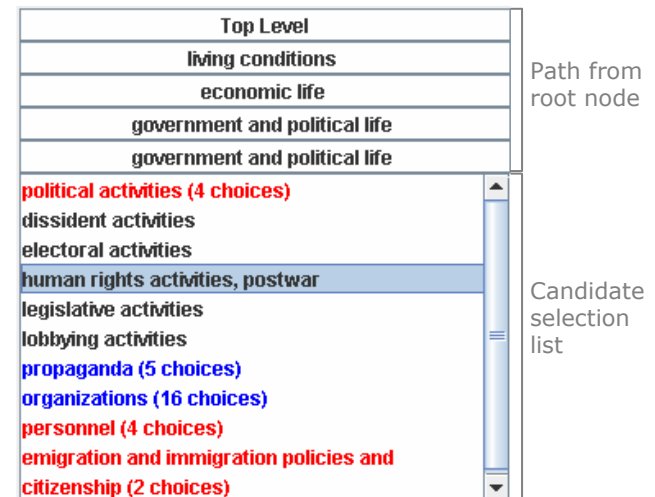 Top Level
living conditions
economic life
government and political life
government and political life
Path from
root node
political activities (4 choices)
dissident activities
electoral activities
human rights activities, postwar
legislative activities
lobbying activities
propaganda (5 choices)
organizations (16 choices)
personnel (4 choices)
emigration and immigration policies and
citizenship (2 choices)
Candidate
selection
list